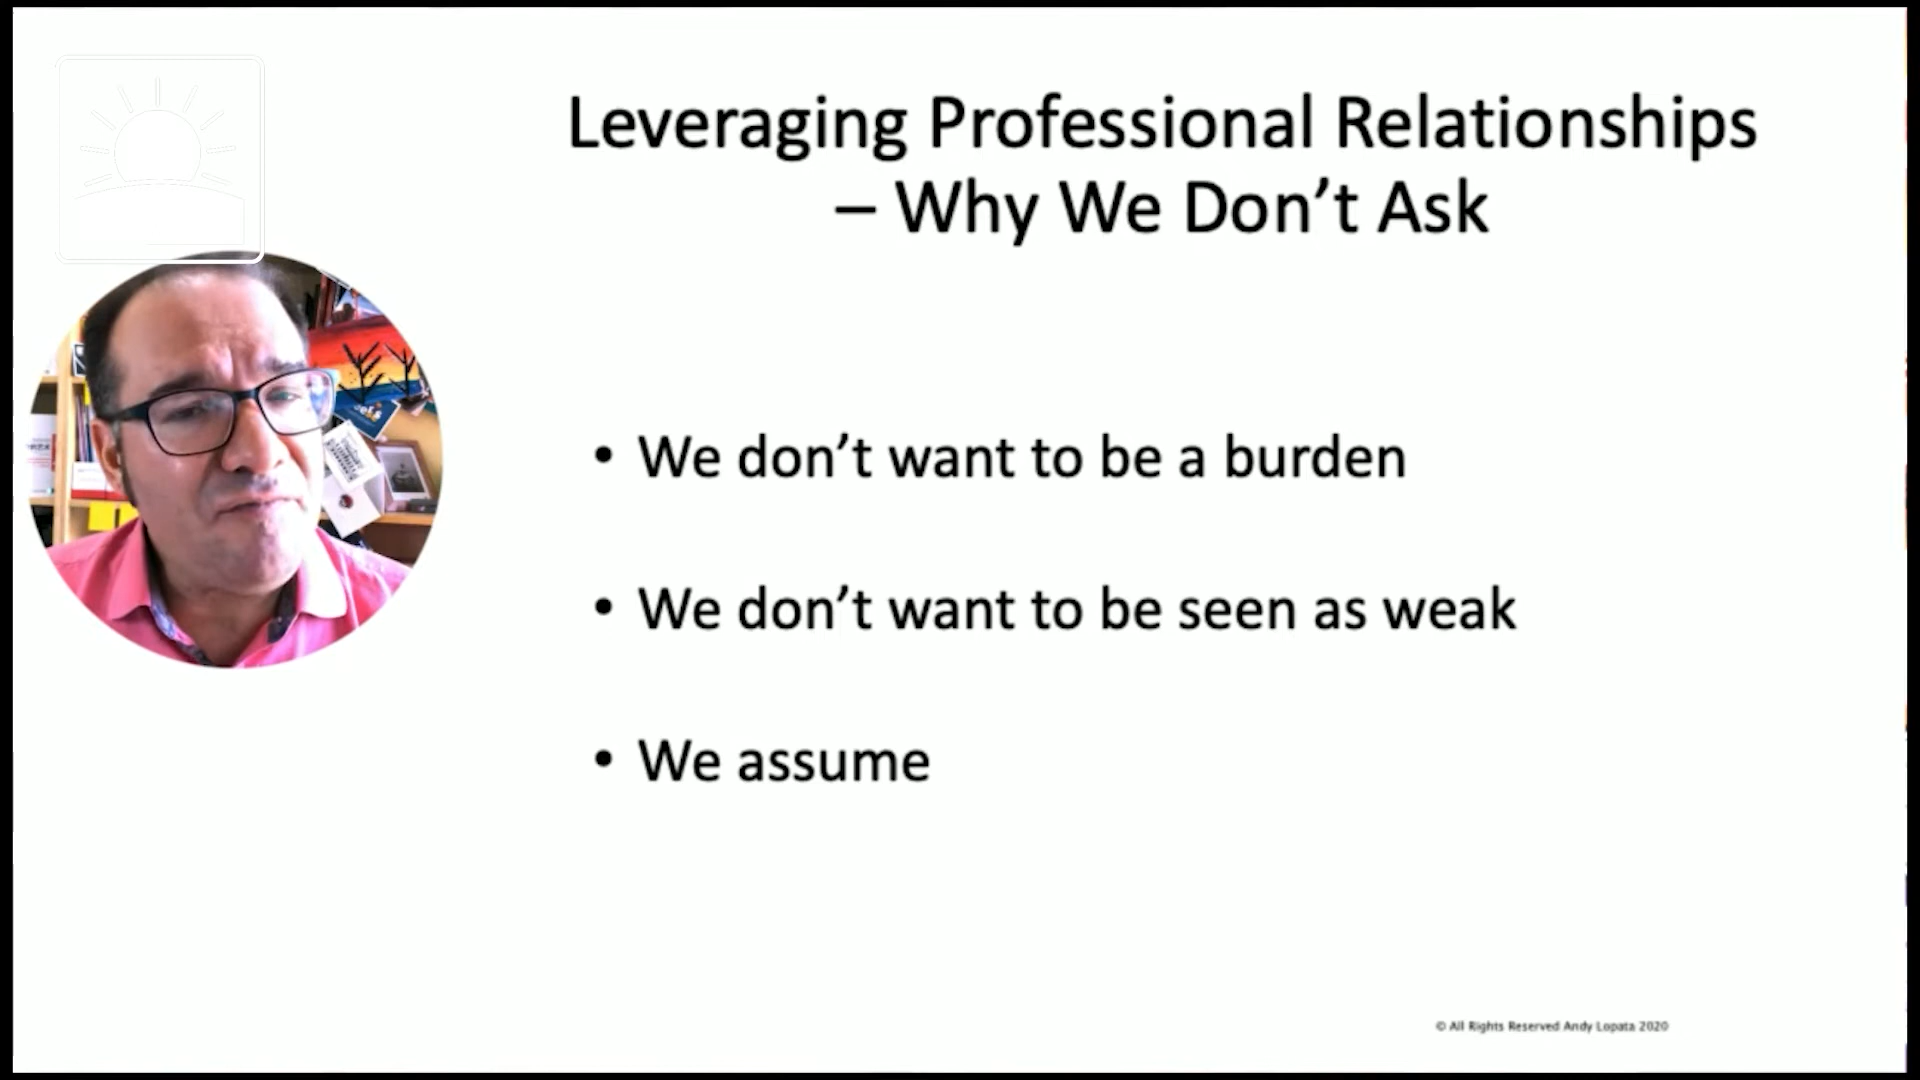 Leveraging Professional Relationships
– Why We Don’t Ask
• We don’t want to be a burden
• We don’t want to be seen as weak
• We assume
© All Rights Reserved Andy Lopata 2020